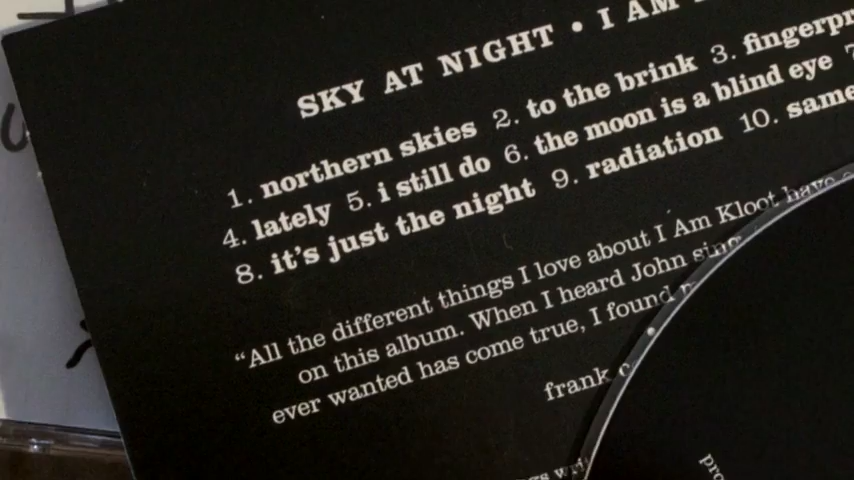 SKY AT NIGHT • I AM
1. northern skies 2. to the brink 3.
4. lately 5. i still do 6. the moon is a blind eye 7
8. it's just the night 9. radiation 10. same
“All the different things I love about I Am Kloot have
on this album. When I heard John sing
ever wanted has come true, I found
frank